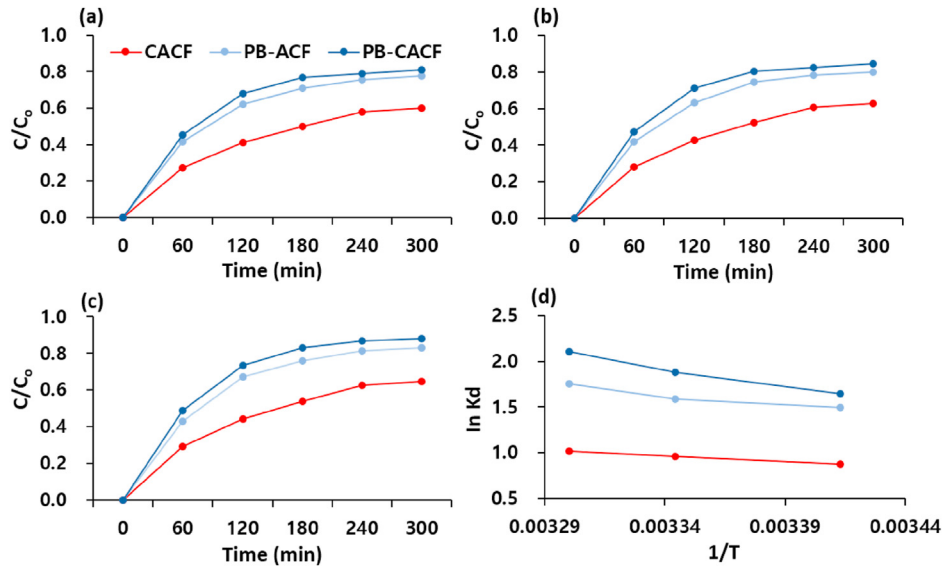 (a)
CACF PB-ACF PB-CACF
1.0
0.8
0.6
0.4
0.2
0.0
C/Co
0 60 120 180 240 300
Time (min)
(b)
1.0
0.8
0.6
0.4
0.2
0.0
C/Co
0 60 120 180 240 300
Time (min)
(c)
1.0
0.8
0.6
0.4
0.2
0.0
C/Co
0 60 120 180 240 300
Time (min)
(d)
2.5
2.0
1.5
1.0
0.5
ln Kd
0.00329 0.00334 0.00339 0.00344
1/T